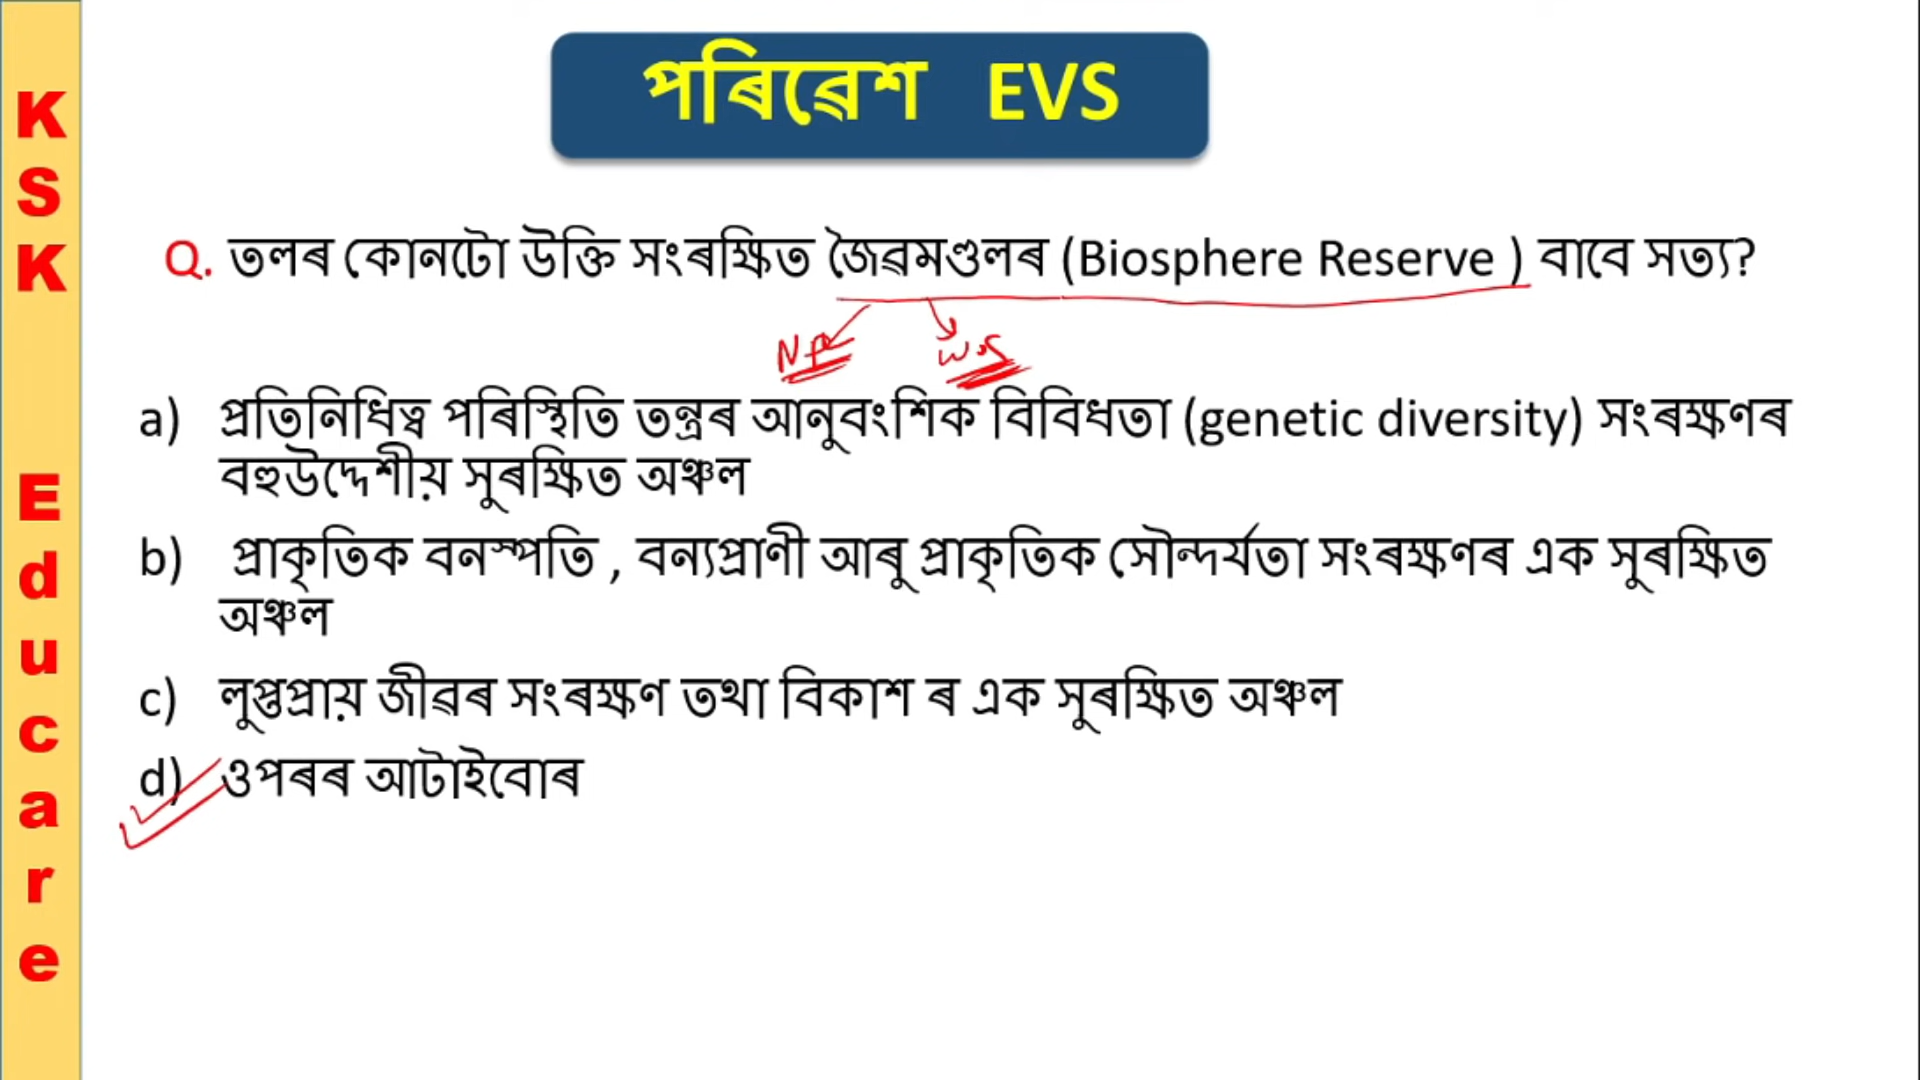 KSK Educare
পৰিৱেশ EVS
Q. তলৰ কোনটো উক্তি সংৰক্ষিত জৈৱমণ্ডলৰ (Biosphere Reserve ) বাবে সত্য?
NP W.S
a) প্ৰতিনিধিত্ব পৰিস্থিতি তন্ত্ৰৰ আনুবংশিক বিবিধতা (genetic diversity) সংৰক্ষণৰ
বহুউদ্দেশীয় সুৰক্ষিত অঞ্চল
b) প্ৰাকৃতিক বনস্পতি , বন্যপ্ৰাণী আৰু প্ৰাকৃতিক সৌন্দৰ্যতা সংৰক্ষণৰ এক সুৰক্ষিত
অঞ্চল
c) লুপ্তপ্ৰায় জীৱৰ সংৰক্ষণ তথা বিকাশ ৰ এক সুৰক্ষিত অঞ্চল
d) ওপৰৰ আটাইবোৰ